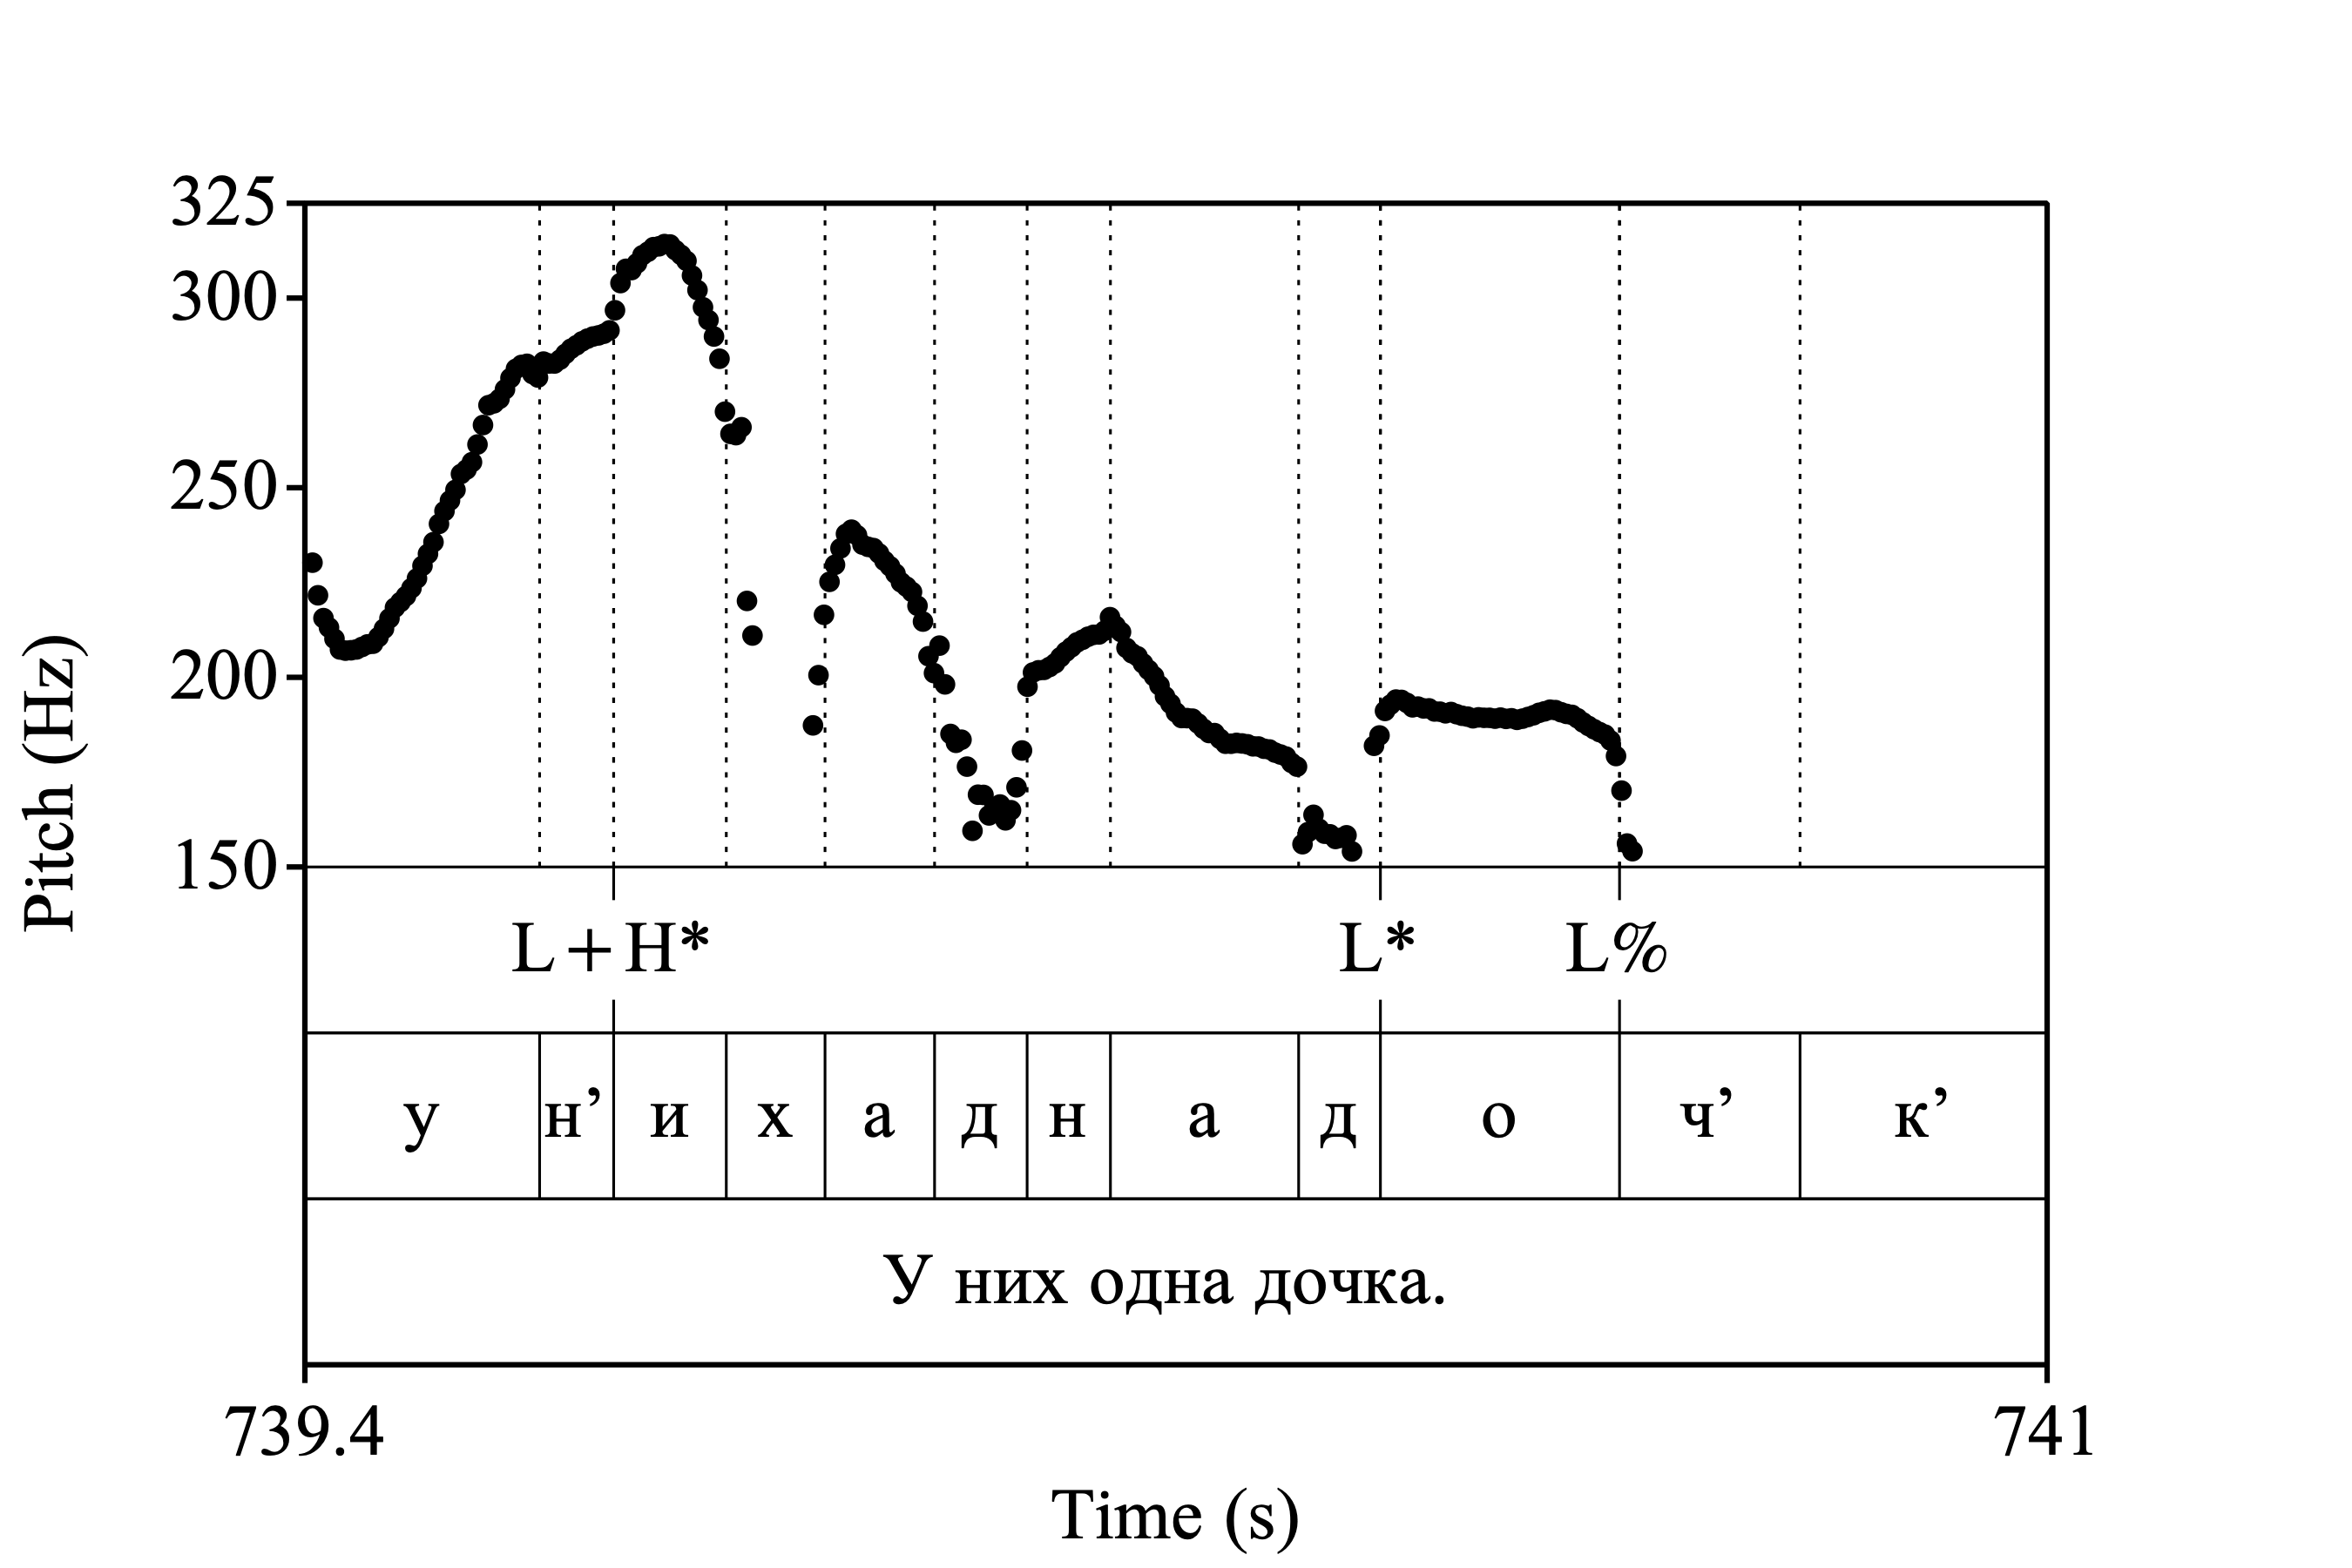 325
300
250
200
150
Pitch (Hz)
L+H* L* L%
у н’ и х а д н а д о ч’ к’
У них одна дочка.
739.4 741
Time (s)